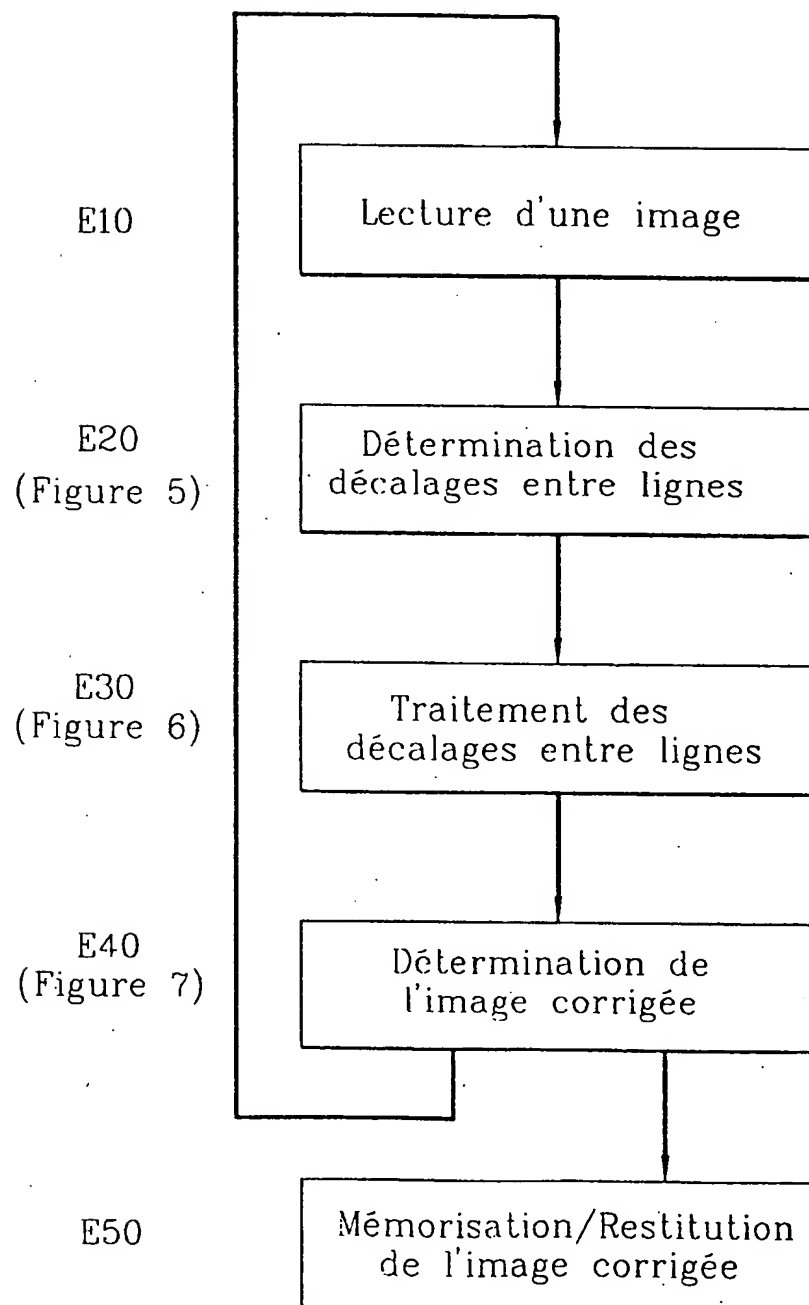 E10
Lecture d'une image
E20
(Figure 5)
Détermination des
décalages entre lignes
E30
(Figure 6)
Traitement des
décalages entre lignes
E40
(Figure 7)
Détermination de
l'image corrigée
E50
Mémorisation/Restitution
de l'image corrigée